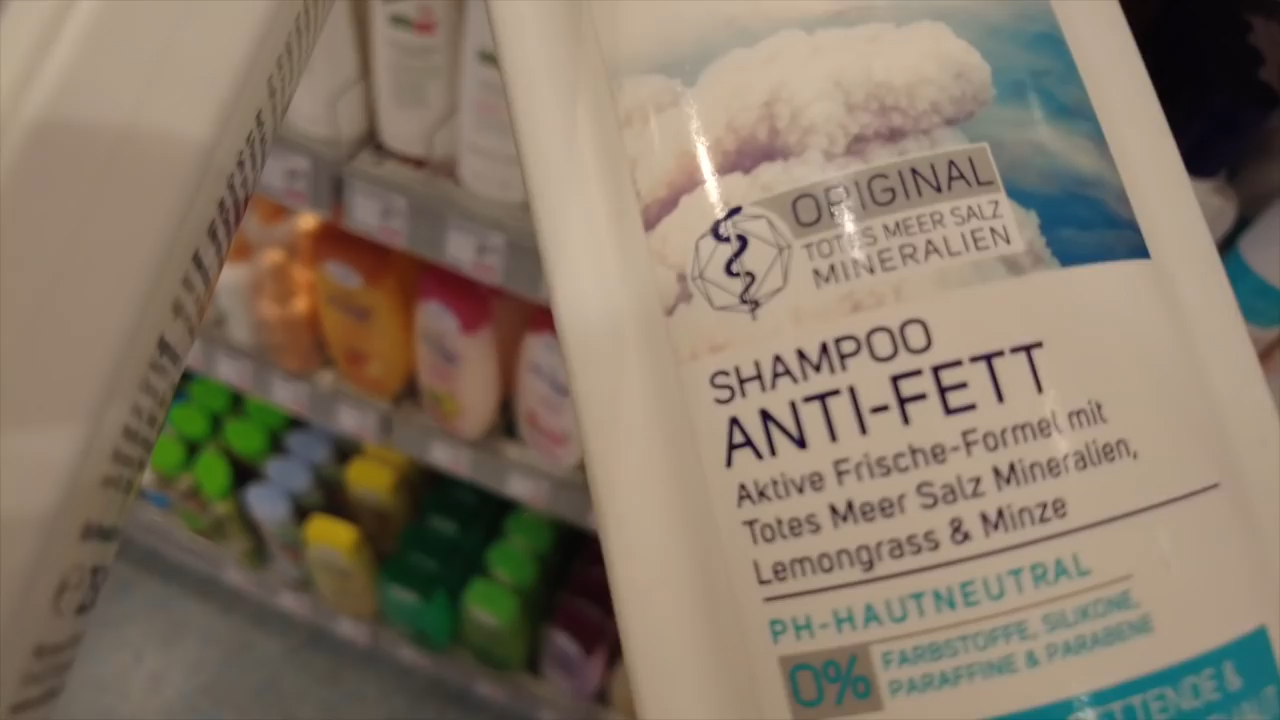 ORIGINAL
TOTES MEER SALZ
MINERALIEN
SHAMPOO
ANTI-FETT
Aktive Frische-Formel mit
Totes Meer Salz Mineralien,
Lemongrass & Minze
PH-HAUTNEUTRAL
0%
FARBSTOFFE, SILIKONE,
PARAFFINE & PARABENE